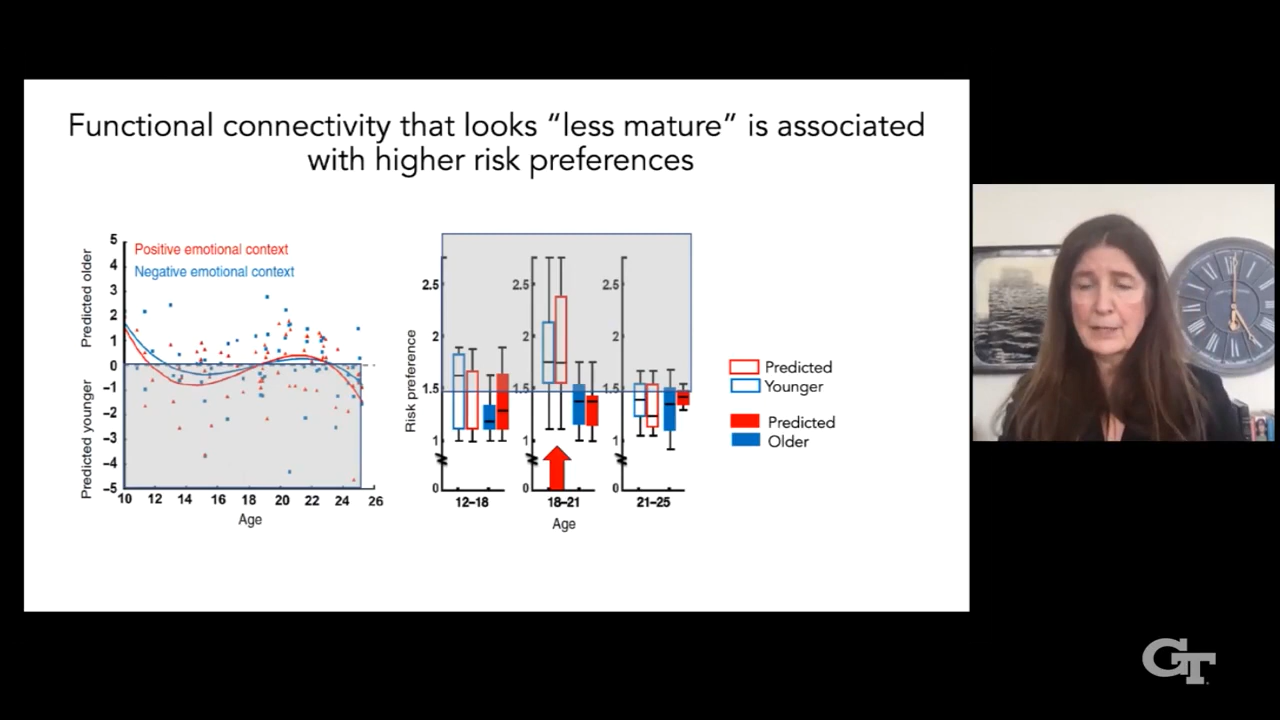 Functional connectivity that looks “less mature” is associated
with higher risk preferences
Positive emotional context
Negative emotional context
Predicted older
Predicted younger
5
4
3
2
1
0
−1
−2
−3
−4
−5
10 12 14 16 18 20 22 24 26
Age
Risk preference
2.5
2
1.5
1
0
2.5
2
1.5
1
0
2.5
2
1.5
1
0
12–18 18–21 21–25
Age
Predicted
Younger
Predicted
Older
GT